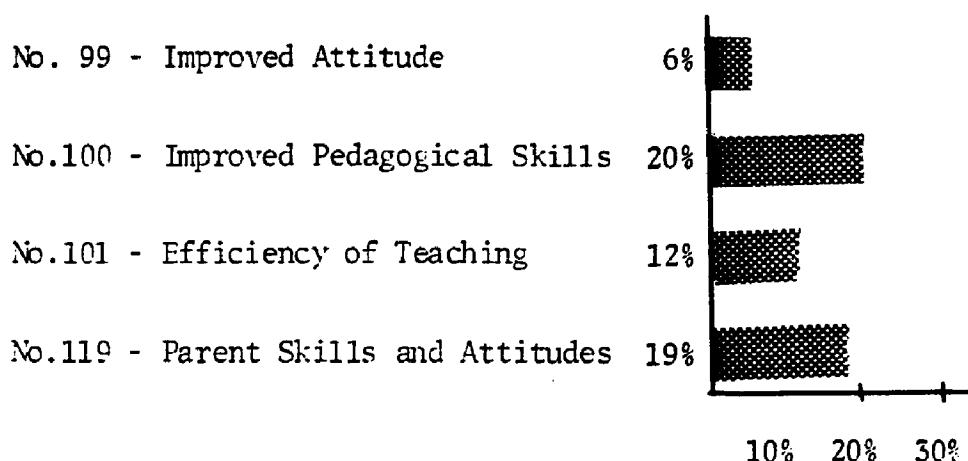 No. 99 - Improved Attitude 6%
No.100 - Improved Pedagogical Skills 20%
No.101 - Efficiency of Teaching 12%
No.119 - Parent Skills and Attitudes 19%
10% 20% 30%